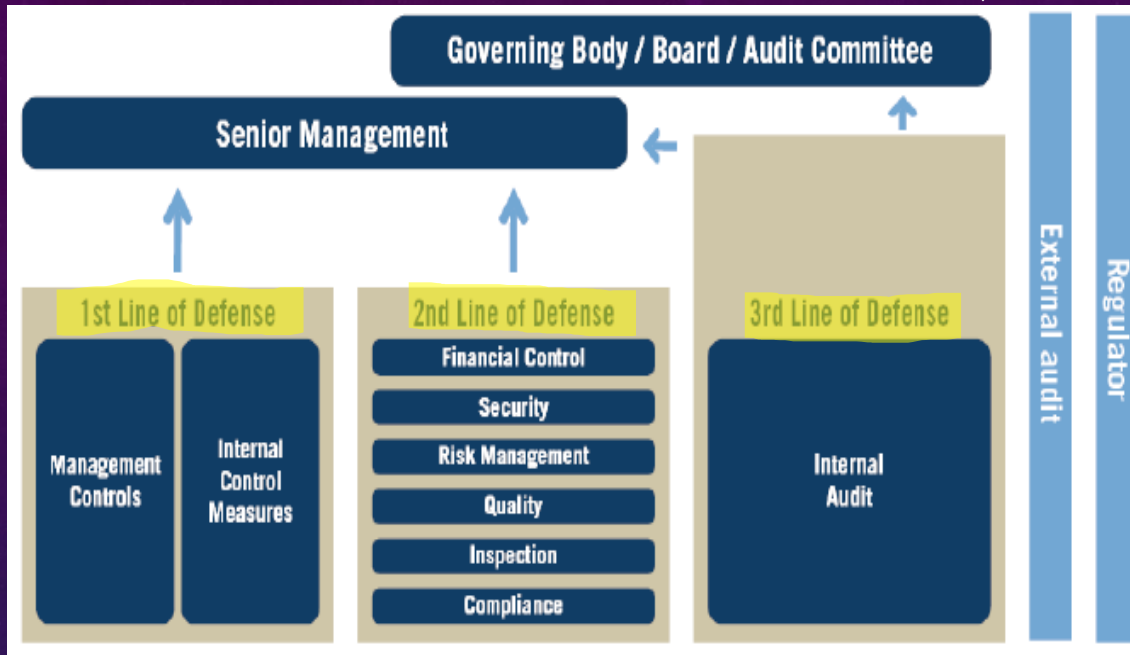 Governing Body / Board / Audit Committee
Senior Management
1st Line of Defense
Management
Controls
Internal
Control
Measures
2nd Line of Defense
Financial Control
Security
Risk Management
Quality
Inspection
Compliance
3rd Line of Defense
Internal
Audit
External audit
Regulator